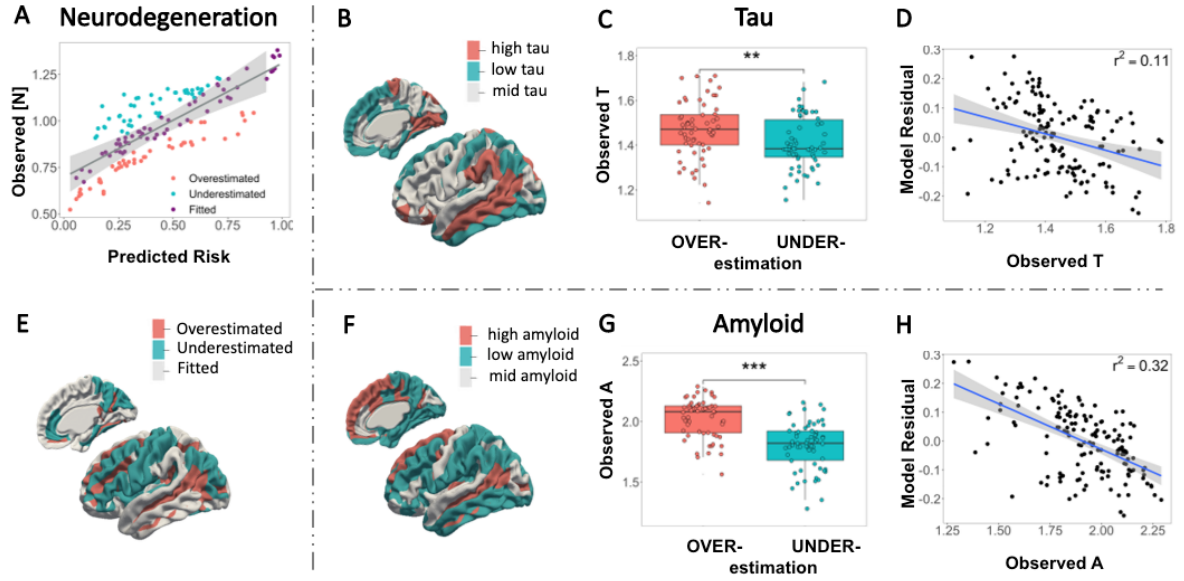 A Neurodegeneration
Observed [N]
1.25
1.00
0.75
0.50
0.00 0.25 0.50 0.75 1.00
Overestimated
Underestimated
Fitted
Predicted Risk
B
high tau
low tau
mid tau
C Tau
Observed T
1.8
1.6
1.4
1.2
**
OVER- UNDER-
estimation
D
Model Residual
0.3
0.2
0.1
0.0
-0.1
-0.2
r² = 0.11
1.2 1.4 1.6 1.8
Observed T
E
Overestimated
Underestimated
Fitted
F
high amyloid
low amyloid
mid amyloid
G Amyloid
Observed A
2.5
2.0
1.5
***
OVER- UNDER-
estimation
H
Model Residual
0.3
0.2
0.1
0.0
-0.1
-0.2
r² = 0.32
1.25 1.50 1.75 2.00 2.25
Observed A